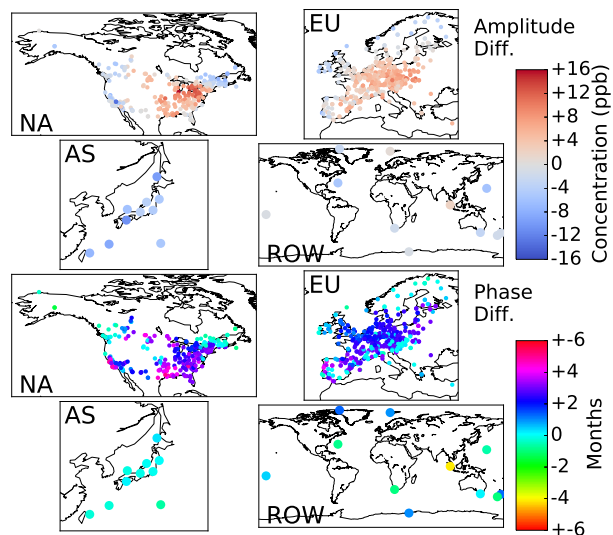 NA
EU
Amplitude
Diff.
AS
ROW
+16
+12
+8
+4
0
-4
-8
-12
-16
Concentration (ppb)
NA
EU
Phase
Diff.
AS
ROW
+-6
+4
+2
0
-2
-4
+-6
Months